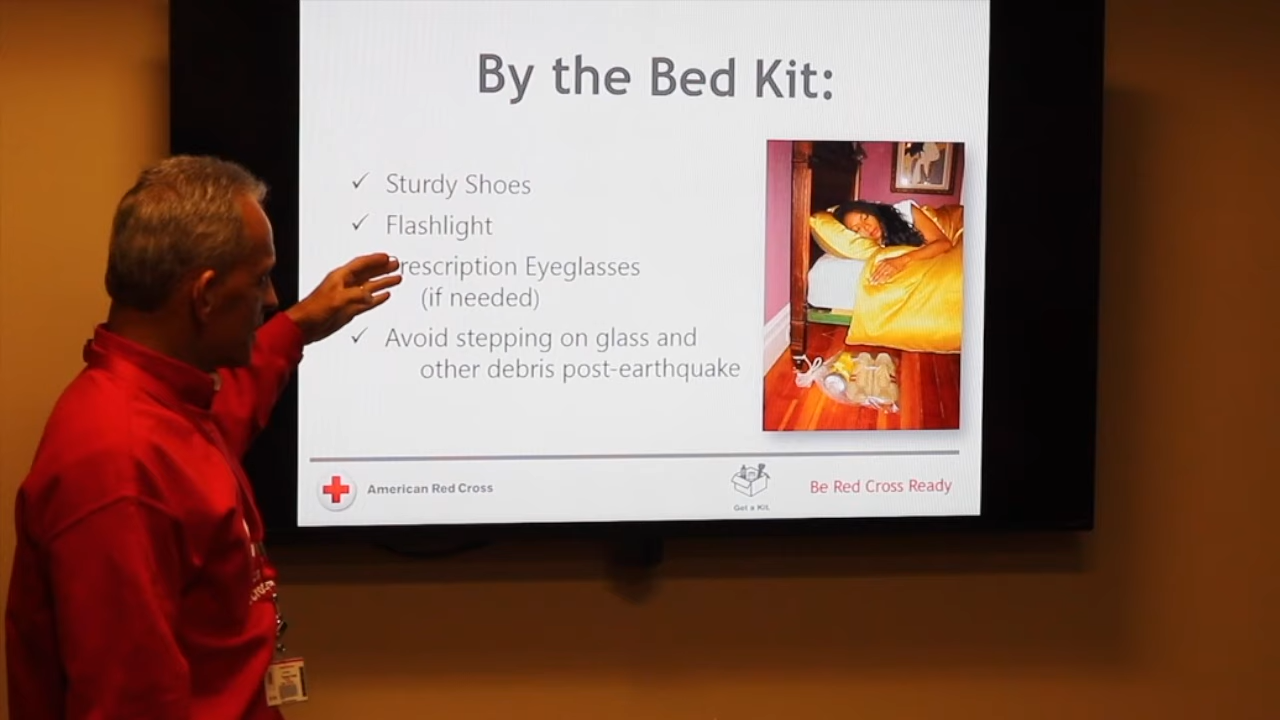 By the Bed Kit:
✓ Sturdy Shoes
✓ Flashlight
Prescription Eyeglasses
(if needed)
✓ Avoid stepping on glass and
other debris post-earthquake
American Red Cross
Get a Kit.
Be Red Cross Ready